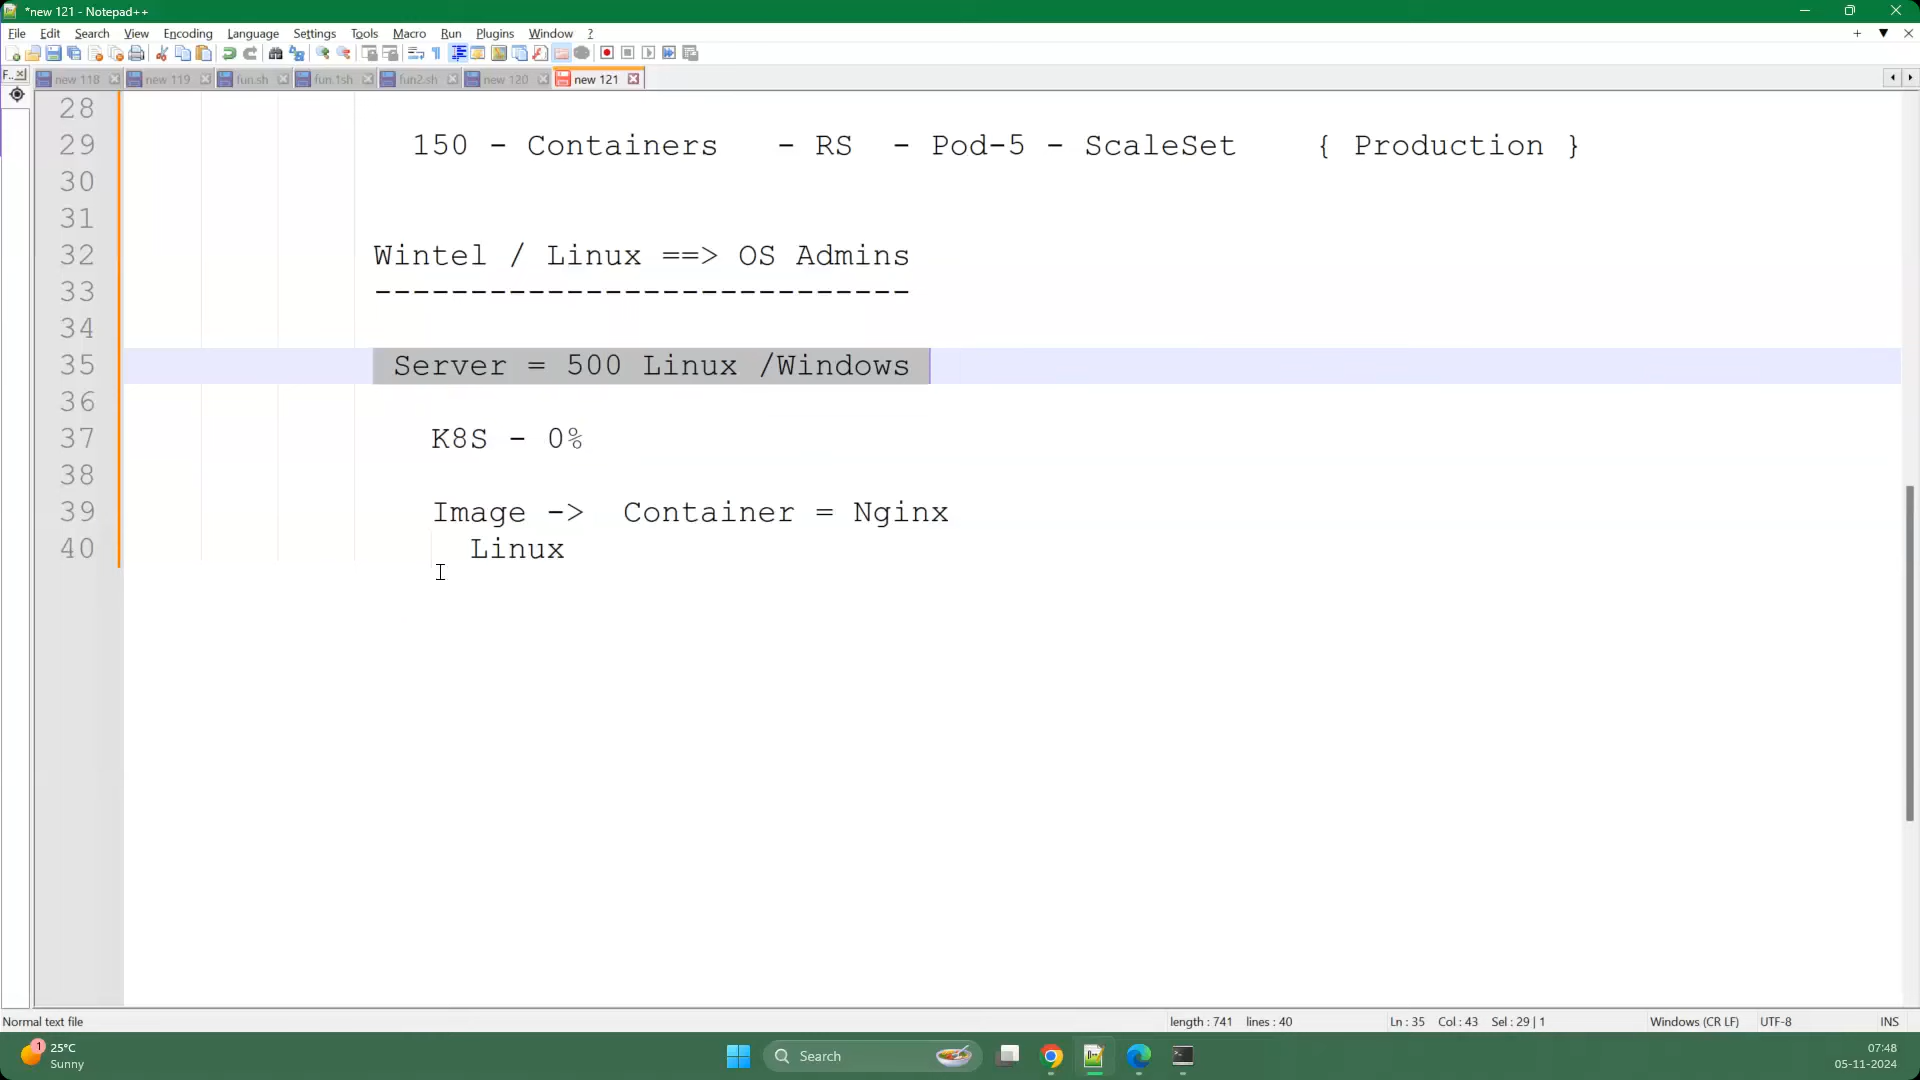 *new 121 - Notepad++
File Edit Search View Encoding Language Settings Tools Macro Run Plugins Window ?
F..
new 118 new 119 fun.sh fun.1sh fun2.sh new 120 new 121
28
29 150 - Containers - RS - Pod-5 - ScaleSet { Production }
30
31
32 Wintel / Linux ==> OS Admins
33 ----------------------------
34
35 Server = 500 Linux /Windows
36
37 K8S - 0%
38
39 Image -> Container = Nginx
40 Linux
Normal text file length : 741 lines : 40 Ln : 35 Col : 43 Sel : 29 | 1 Windows (CR LF) UTF-8 INS
1 25°C
Sunny
Search
07:48
05-11-2024